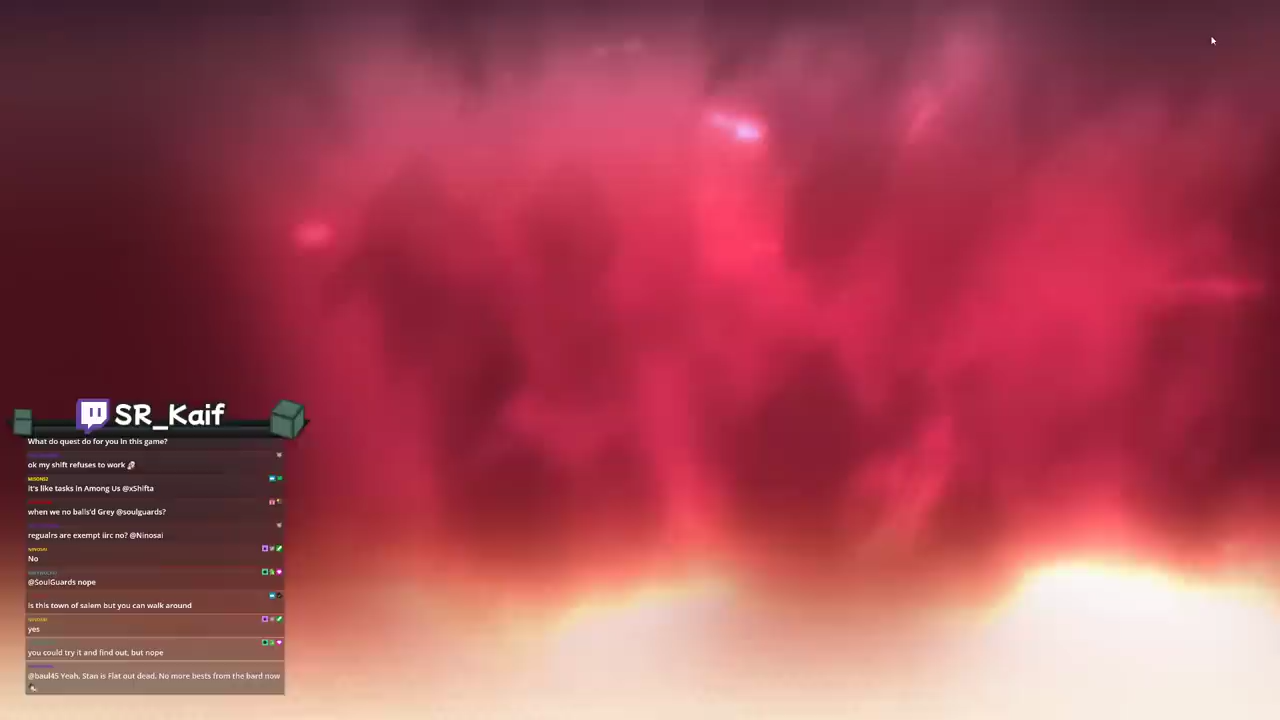 SR_Kaif
What do quest do for you in this game?
ok my shift refuses to work
it's like tasks in Among Us @xShifta
when we no balls'd Grey @soulguards?
regualrs are exempt iirc no? @Ninosai
No
@SoulGuards nope
Is this town of salem but you can walk around
yes
you could try it and find out, but nope
@baul45 Yeah, Stan is Flat out dead. No more bests from the bard now